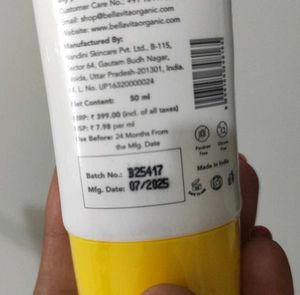 Customer Care No.: +91
Email:
shop@bellavitaorganic.com
www.bellavitaorganic.com
Manufactured By:
Nandini Skincare Pvt. Ltd., B-115,
Sector 64, Gautam Budh Nagar,
Noida, Uttar Pradesh-201301, India.
M. L. No. UP16320000024
Net Content: 50 ml
MRP: ₹ 399.00 (incl. of all taxes)
USP: ₹ 7.98 per ml
Use Before: 24 Months From
the Mfg. Date
Paraben
Free
Free
Made in India
Batch No.: B25417
Mfg. Date: 07/2025